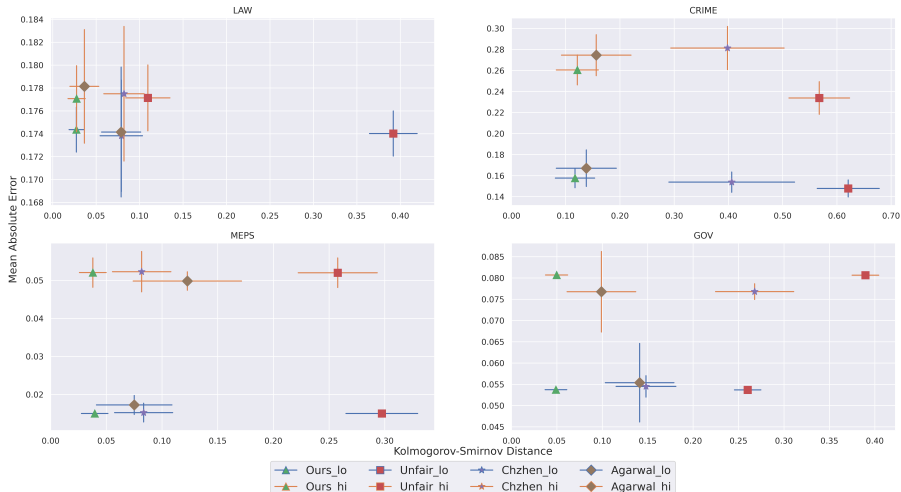 LAW
CRIME
0.184
0.182
0.180
0.178
0.176
0.174
0.172
0.170
0.168
0.00 0.05 0.10 0.15 0.20 0.25 0.30 0.35 0.40
0.30
0.28
0.26
0.24
0.22
0.20
0.18
0.16
0.14
0.00 0.10 0.20 0.30 0.40 0.50 0.60 0.70
Mean Absolute Error
MEPS
GOV
0.05
0.04
0.03
0.02
0.00 0.05 0.10 0.15 0.20 0.25 0.30
0.085
0.080
0.075
0.070
0.065
0.060
0.055
0.050
0.045
0.00 0.05 0.10 0.15 0.20 0.25 0.30 0.35 0.40
Kolmogorov-Smirnov Distance
Ours_lo Unfair_lo Chzhen_lo Agarwal_lo
Ours_hi Unfair_hi Chzhen_hi Agarwal_hi